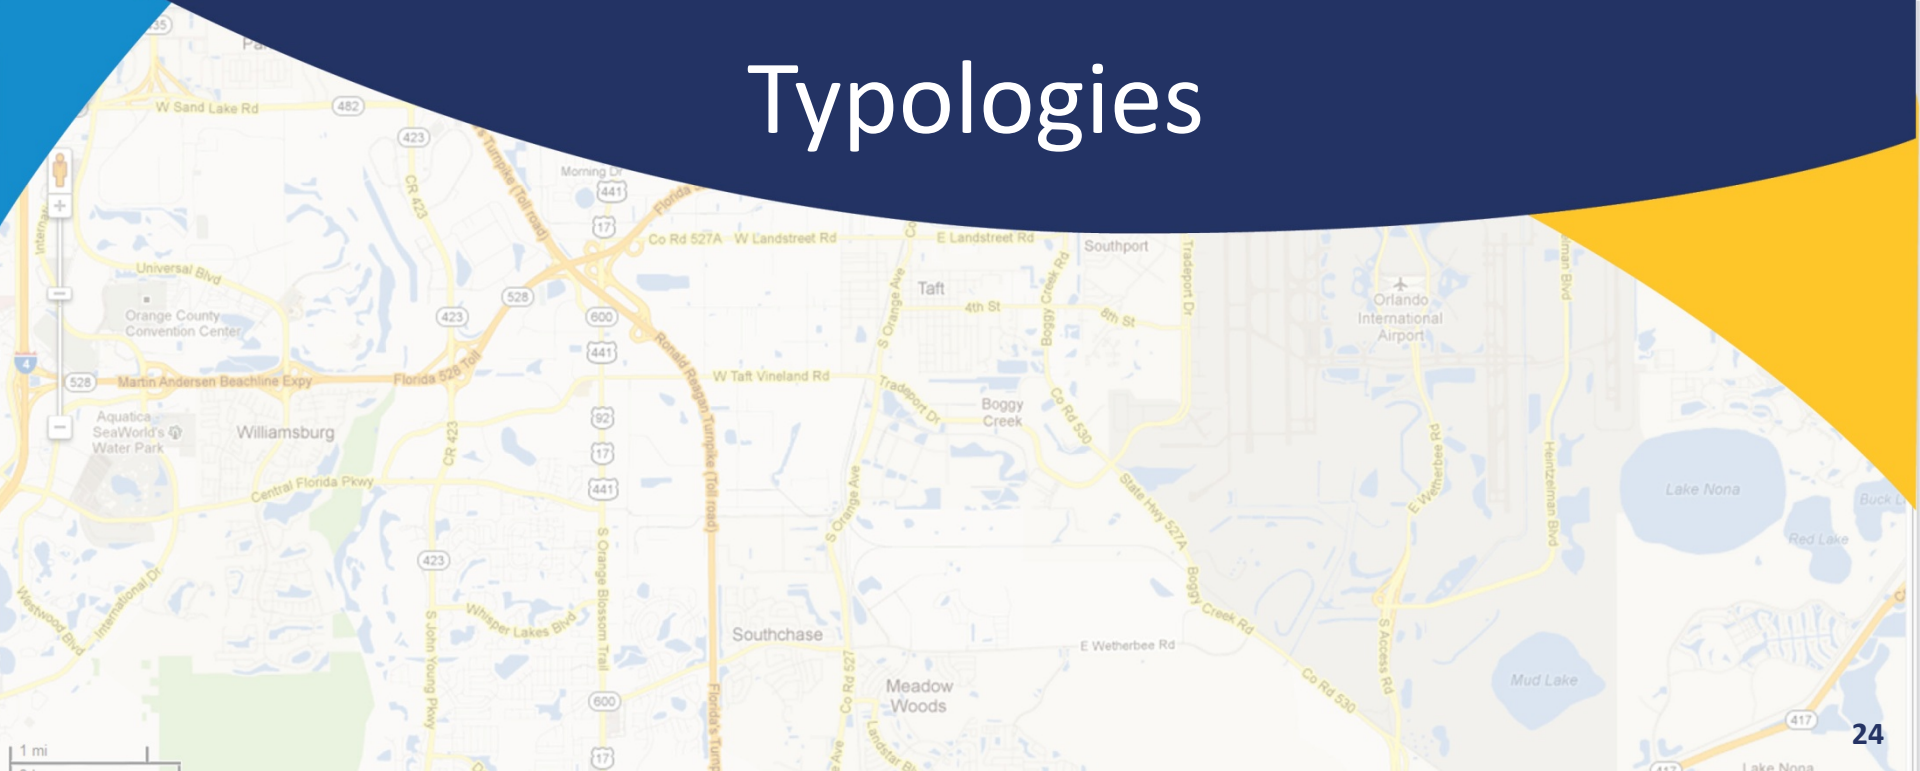 Typologies
435
W Sand Lake Rd
482
423
CR 423
Morning Dr
441
17
Co Rd 527A
W Landstreet Rd
E Landstreet Rd
Southport
Tradeport Dr
Universal Blvd
Orange County
Convention Center
528
423
600
441
Taft
4th St
8th St
S Orange Ave
Boggy Creek Rd
Orlando
International
Airport
4
528
Martin Andersen Beachline Expy
Florida 528 Toll
Ronald Reagan Turnpike (Toll road)
W Taft Vineland Rd
Tradeport Dr
Boggy
Creek
Co Rd 530
Aquatica -
SeaWorld's
Water Park
Williamsburg
CR 423
92
17
441
Central Florida Pkwy
S Orange Ave
State Hwy 527A
E Wetherbee Rd
Heintzelman Blvd
Lake Nona
Red Lake
423
S Orange Blossom Trail
Westwood Blvd
International Dr
S John Young Pkwy
Whisper Lakes Blvd
Southchase
E Wetherbee Rd
Boggy Creek Rd
Co Rd 530
S Access Rd
Mud Lake
Meadow
Woods
Co Rd 527
600
17
417
24
1 mi
417
Lake Nona